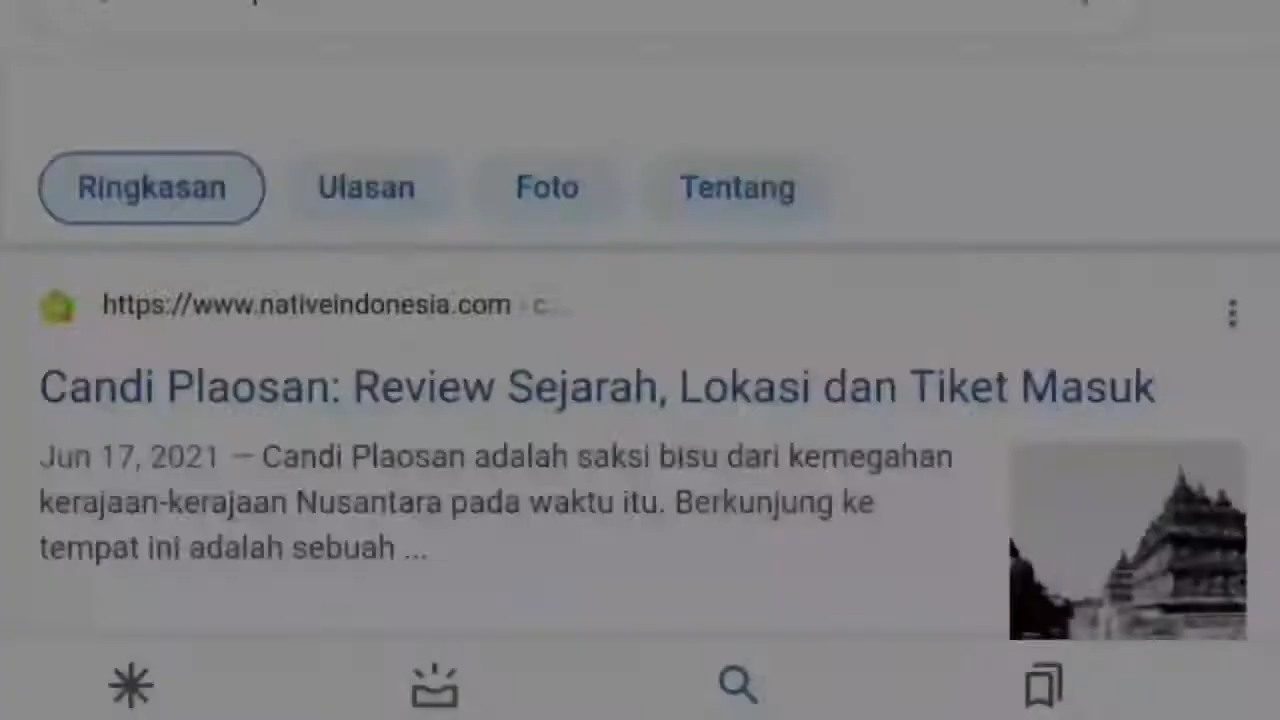 Ringkasan
Ulasan
Foto
Tentang
https://www.nativeindonesia.com · c...
Candi Plaosan: Review Sejarah, Lokasi dan Tiket Masuk
Jun 17, 2021 — Candi Plaosan adalah saksi bisu dari kemegahan
kerajaan-kerajaan Nusantara pada waktu itu. Berkunjung ke
tempat ini adalah sebuah ...